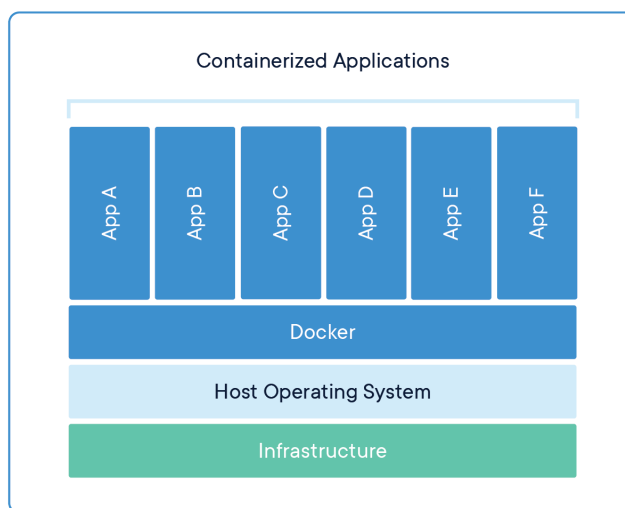 Containerized Applications
App A
App B
App C
App D
App E
App F
Docker
Host Operating System
Infrastructure